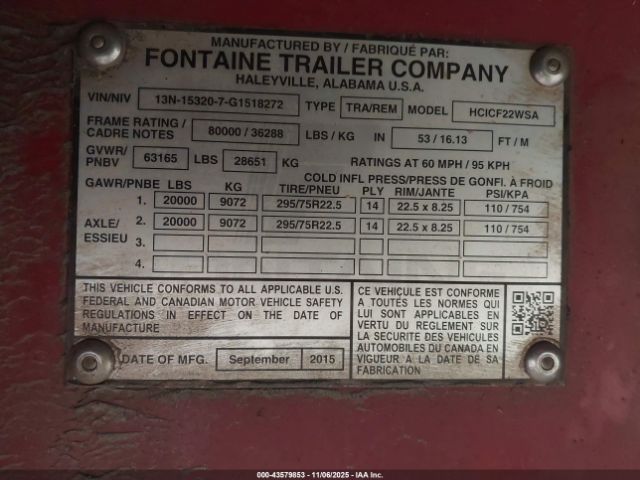 MANUFACTURED BY / FABRIQUÉ PAR:
FONTAINE TRAILER COMPANY
HALEYVILLE, ALABAMA U.S.A.
VIN/NIV 13N-15320-7-G1518272 TYPE TRA/REM MODEL HCICF22WSA
FRAME RATING / CADRE NOTES 80000 / 36288 LBS / KG IN 53 / 16.13 FT / M
GVWR/ PNBV 63165 LBS 28651 KG RATINGS AT 60 MPH / 95 KPH
COLD INFL PRESS/PRESS DE GONFL À FROID
GAWR/PNBE LBS KG TIRE/PNEU PLY RIM/JANTE PSI/KPA
AXLE/ ESSIEU
1. 20000 9072 295/75R22.5 14 22.5 x 8.25 110 / 754
2. 20000 9072 295/75R22.5 14 22.5 x 8.25 110 / 754
3.
4.
THIS VEHICLE CONFORMS TO ALL APPLICABLE U.S.
FEDERAL AND CANADIAN MOTOR VEHICLE SAFETY
REGULATIONS IN EFFECT ON THE DATE OF
MANUFACTURE
CE VEHICULE EST CONFORME
A TOUTES LES NORMES QUI
LUI SONT APPLICABLES EN
VERTU DU REGLEMENT SUR
LA SECURITE DES VEHICULES
AUTOMOBILES DU CANADA EN
VIGUEUR A LA DATE DE SA
FABRICATION
DATE OF MFG. September 2015
000-43579853 - 11/06/2025 - IAA Inc.